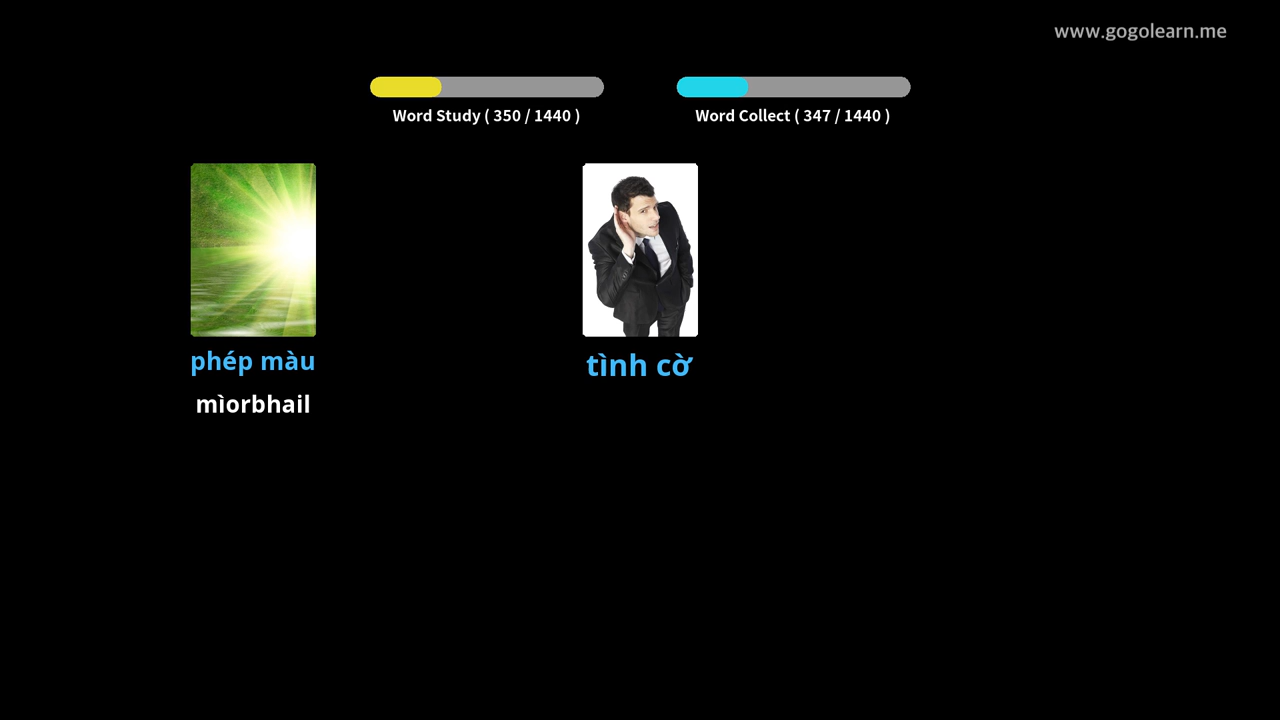 www.gogolearn.me
Word Study ( 350 / 1440 )
Word Collect ( 347 / 1440 )
phép màu
mìorbhail
tình cờ